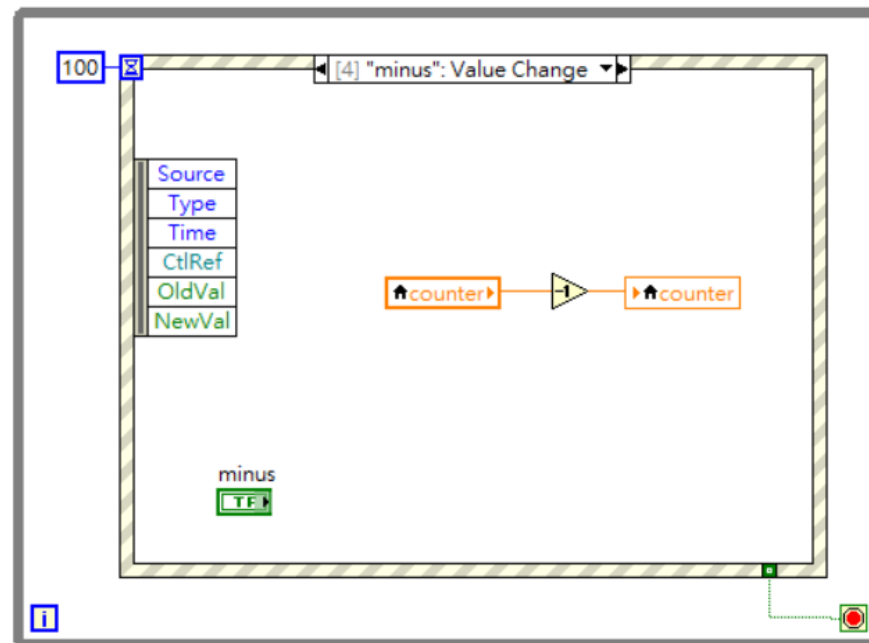 100
[4] "minus": Value Change
Source
Type
Time
CtlRef
OldVal
NewVal
counter -1 counter
minus
TF
i